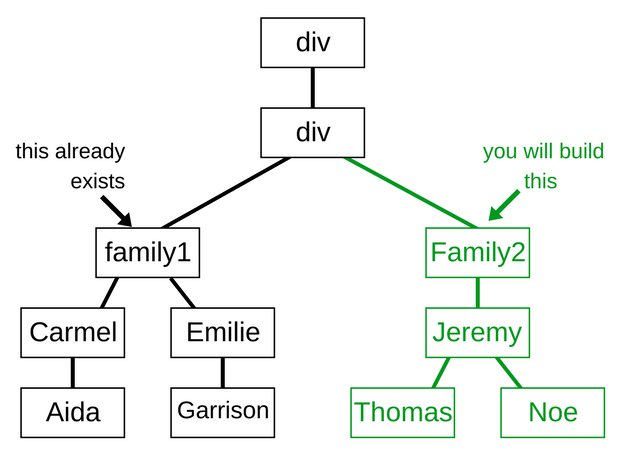 div
div
this already
exists
you will build
this
family1
Family2
Carmel
Emilie
Jeremy
Aida
Garrison
Thomas
Noe